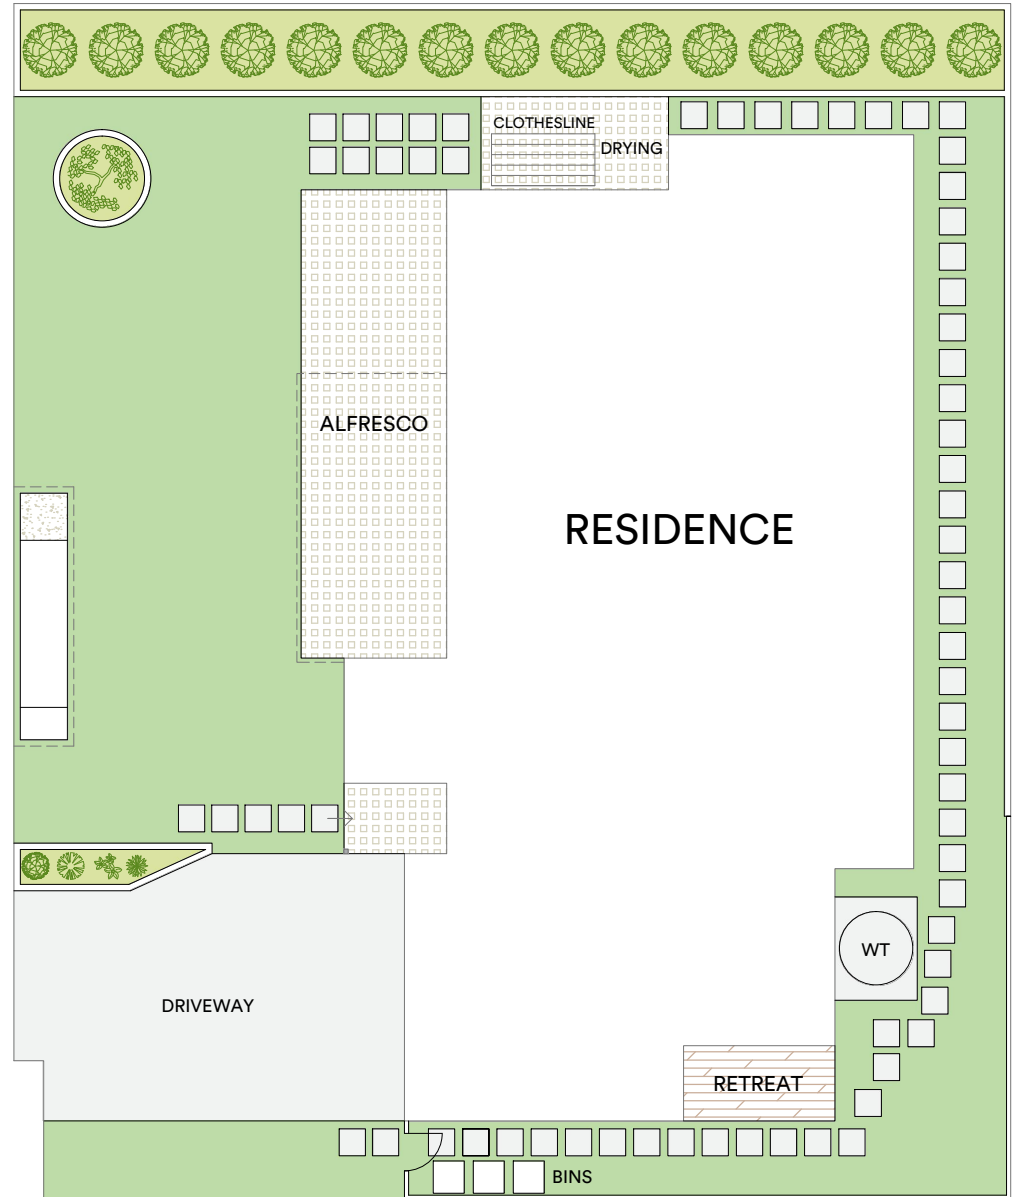 CLOTHESLINE
DRYING
ALFRESCO
RESIDENCE
WT
DRIVEWAY
RETREAT
BINS